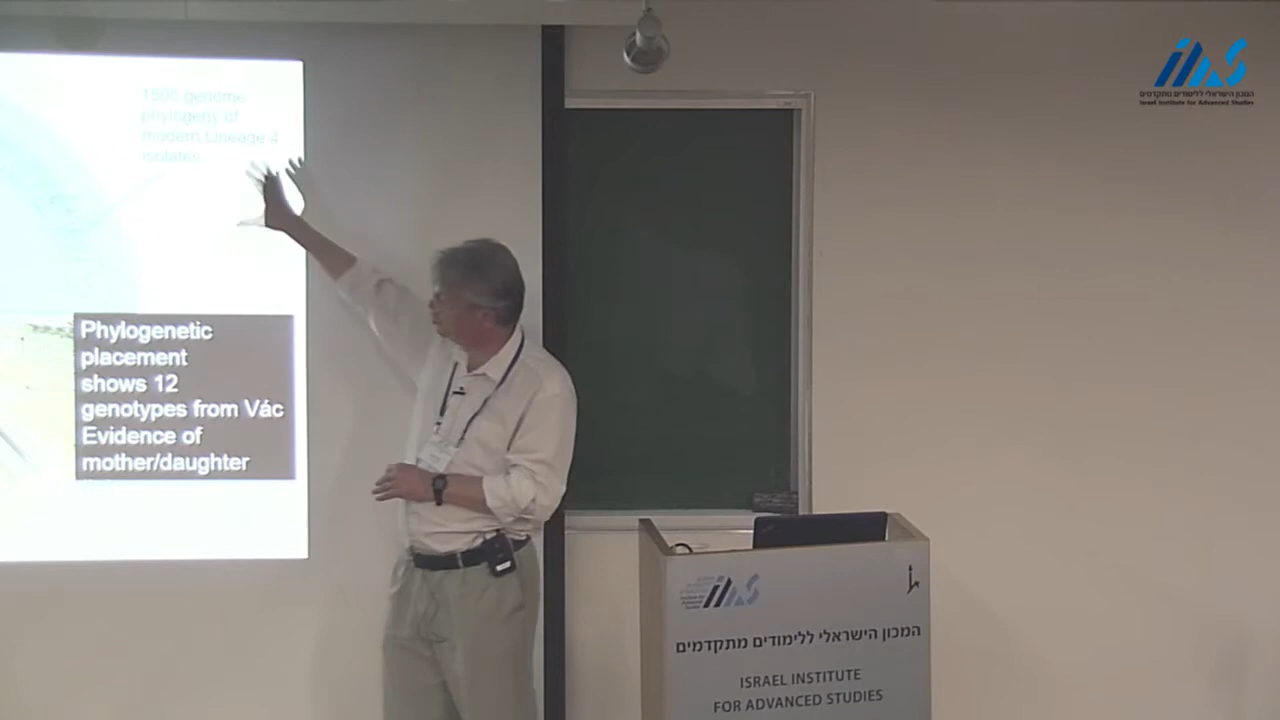 1500 genome
phylogeny of
modern Lineage 4
isolates
Phylogenetic
placement
shows 12
genotypes from Vác
Evidence of
mother/daughter
המכון הישראלי ללימודים מתקדמים
Israel Institute for Advanced Studies
המכון הישראלי ללימודים מתקדמים
ISRAEL INSTITUTE
FOR ADVANCED STUDIES